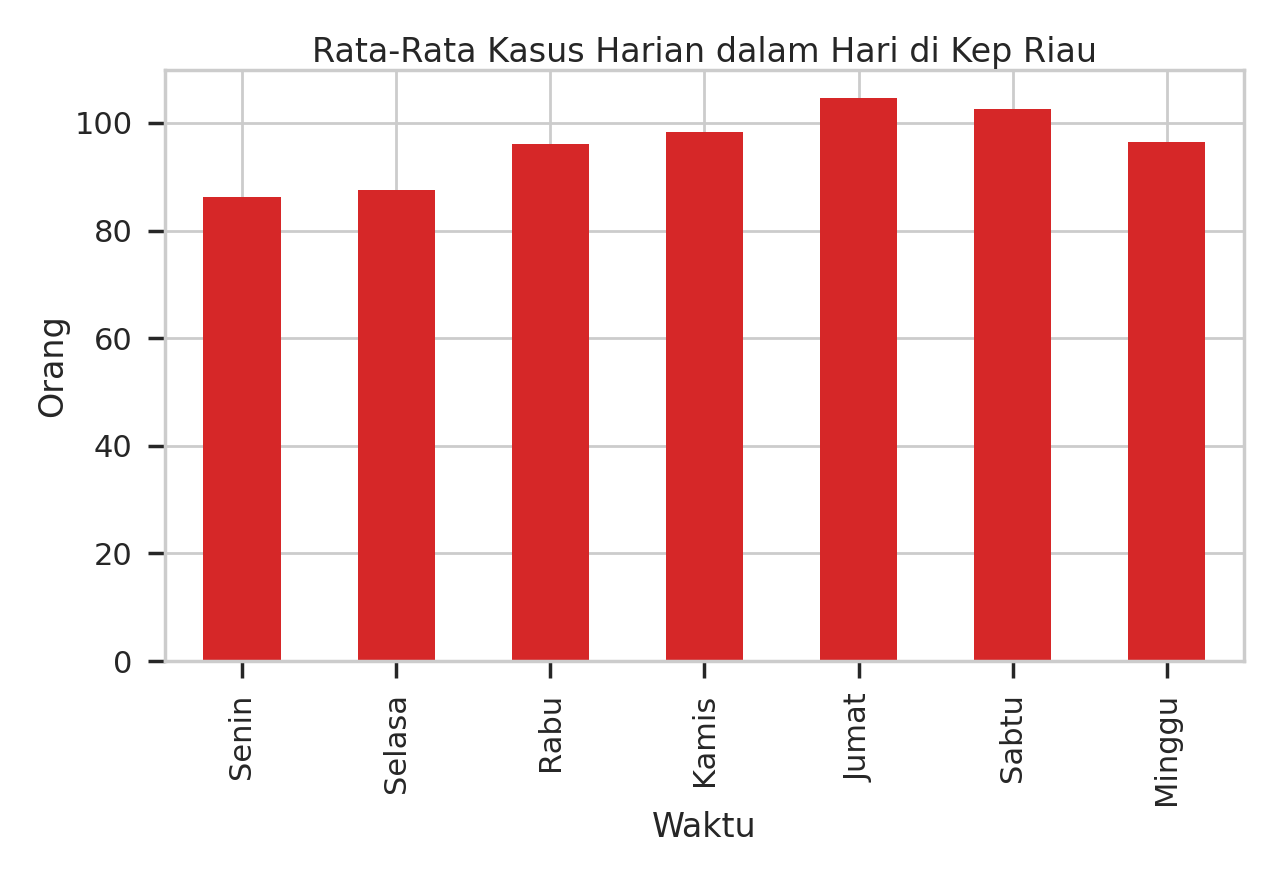 Rata-Rata Kasus Harian dalam Hari di Kep Riau
100
80
60
40
20
0
Orang
Senin
Selasa
Rabu
Kamis
Jumat
Sabtu
Minggu
Waktu